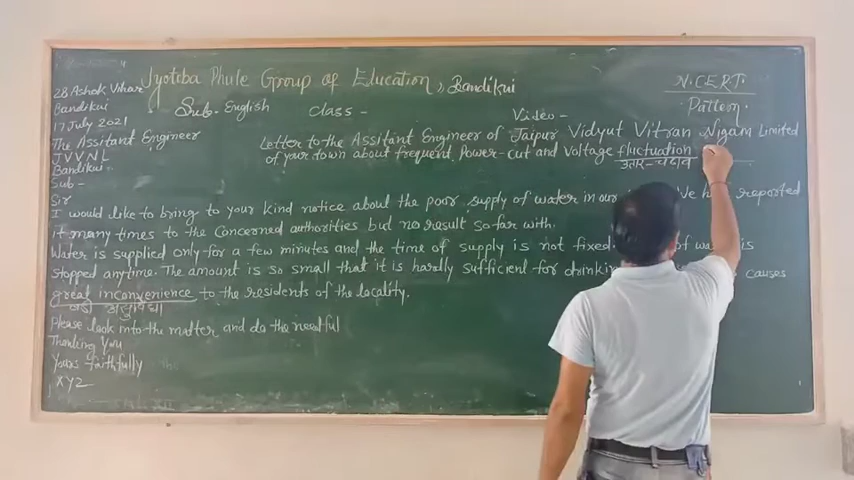 Jyotoba Phule Group of Education, Bandikui
N.CERT.
Pattern
Sub- English Class - Video -
28 Ashok Vihar
Bandikui
17 July 2021
The Assitant Engineer
JVVNL
Bandikui
Sub-
Sir
Letter to the Assitant Engineer of Jaipur Vidyut Vitran Nigam Limited
of your town about frequent Power-cut and Voltage fluctuation
उतार-चढाव
I would like to bring to your kind notice about the poor supply of water in our We have reported
it many times to the concerned authorities but no result so far with.
Water is supplied only for a few minutes and the time of supply is not fixed. of is
stopped anytime. The amount is so small that it is hardly sufficient for causes
great inconvenience to the residents of the locality.
बडी असुविधा
Please look into the matter and do the needful
Thanking You
Yours faithfully
XYZ